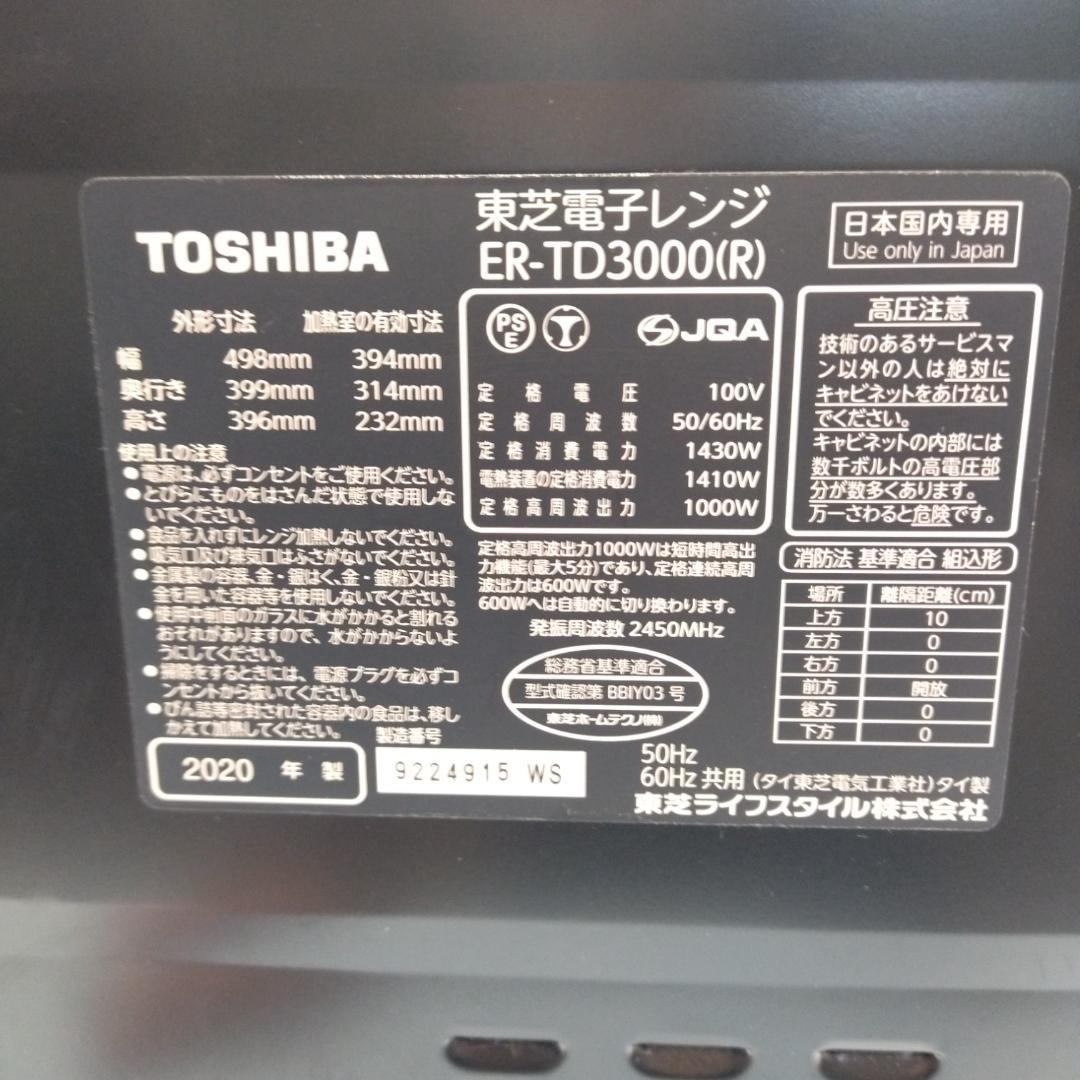 TOSHIBA
東芝電子レンジ
ER-TD3000(R)
日本国内専用
Use only in Japan
外形寸法 加熱室の有効寸法
幅 498mm 394mm
奥行き 399mm 314mm
高さ 396mm 232mm
使用上の注意
●電源は、必ずコンセントをご使用ください。
●とびらにものをはさんだ状態で使用しな
いでください。
●食品を入れずにレンジ加熱しないでください。
●吸気口及び排気口はふさがないでください。
●金属製の容器、金・銀はく、金・銀粉又は針
金を用いた容器等を使用しないでください。
●使用中前面のガラスに水がかかると割れる
おそれがありますので、水がかからないよ
うにしてください。
●掃除をするときには、電源プラグを必ずコ
ンセントから抜いてください。
●びん詰等密封された容器内の食品は、移し
かえて加熱してください。
2020 年 製
製造番号
9224915 WS
PS
E
JQA
定格電圧 100V
定格周波数 50/60Hz
定格消費電力 1430W
電熱装置の定格消費電力 1410W
定格高周波出力 1000W
定格高周波出力1000Wは短時間高出
力機能(最大5分)であり、定格連続高周
波出力は600Wです。
600Wへは自動的に切り換わります。
発振周波数 2450MHz
総務省基準適合
型式確認第 BBIY03 号
東芝ホームテクノ(株)
高圧注意
技術のあるサービスマ
ン以外の人は絶対に
キャビネットをあけない
でください。
キャビネットの内部には
数千ボルトの高電圧部
分が数多くあります。
万一さわると危険です。
消防法 基準適合 組込形
場所 離隔距離(cm)
上方 10
左方 0
右方 0
前方 開放
後方 0
下方 0
50Hz
60Hz 共用 (タイ東芝電気工業社)タイ製
東芝ライフスタイル株式会社